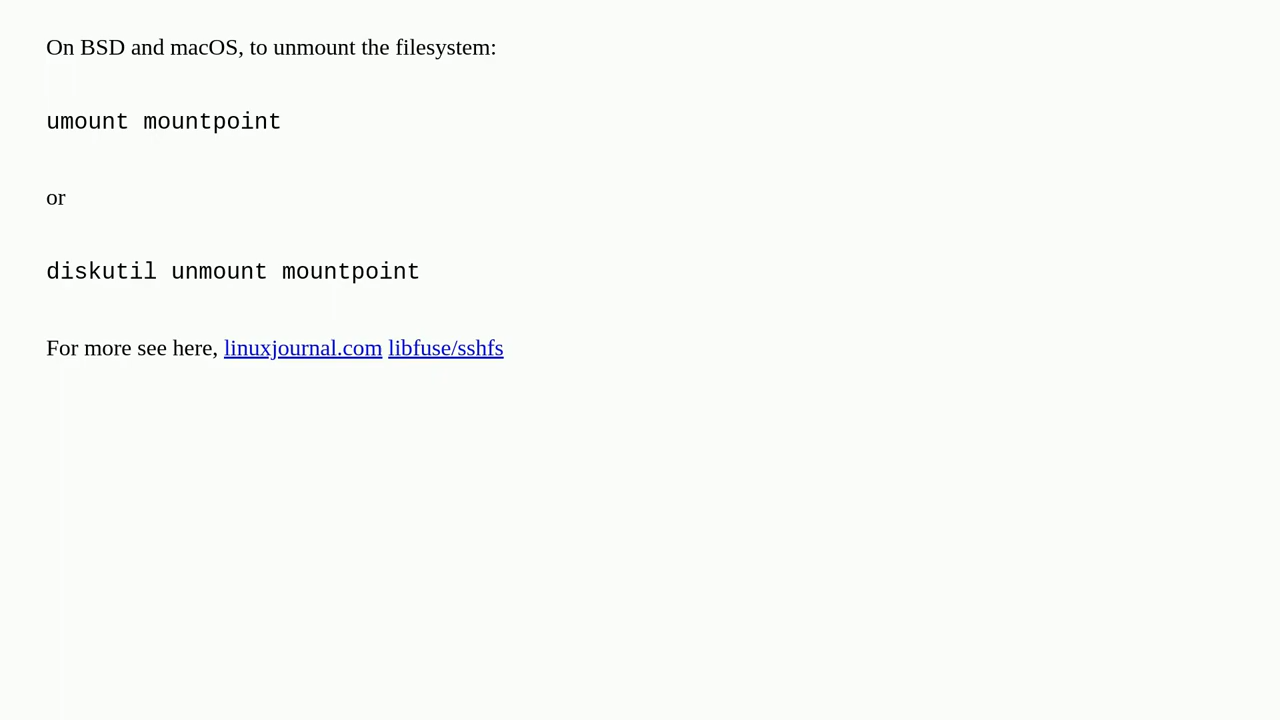 On BSD and macOS, to unmount the filesystem:
umount mountpoint
or
diskutil unmount mountpoint
For more see here, linuxjournal.com libfuse/sshfs